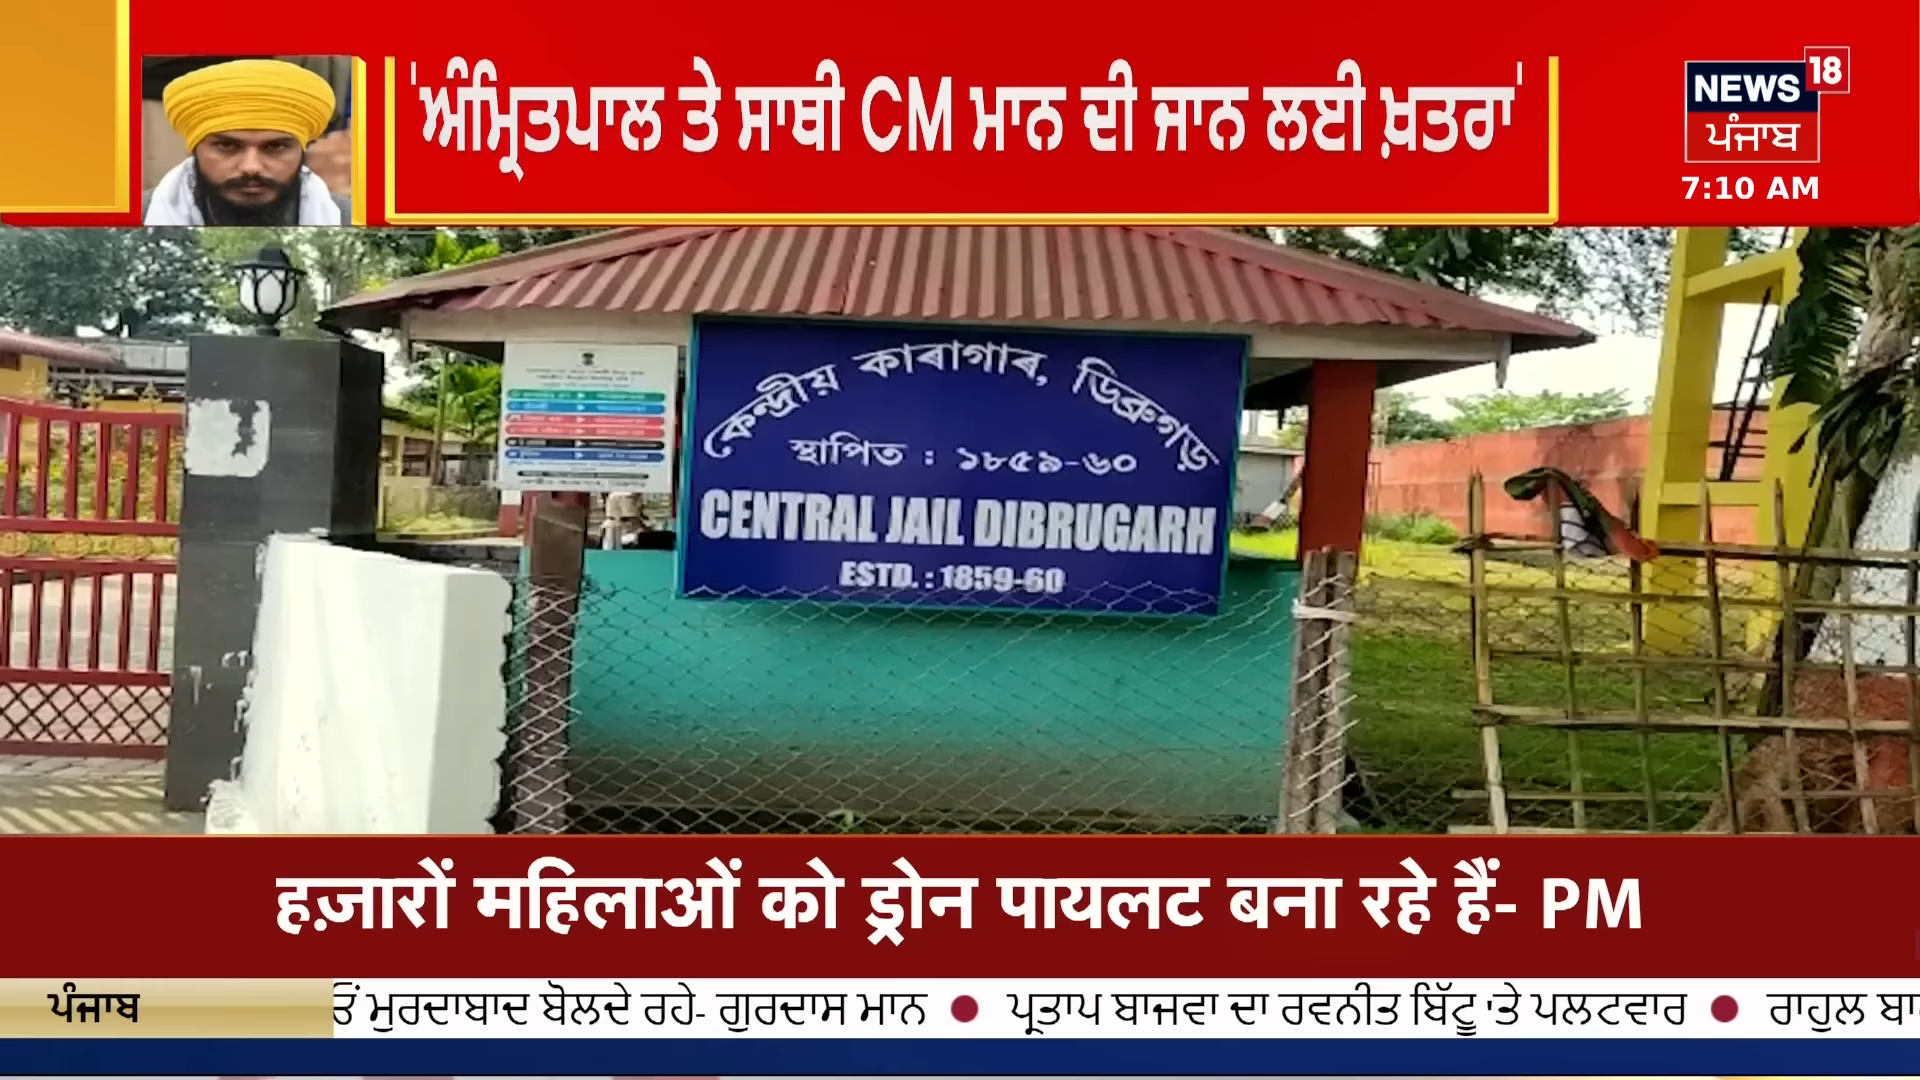 'ਅੰਮ੍ਰਿਤਪਾਲ ਤੇ ਸਾਥੀ CM ਮਾਨ ਦੀ ਜਾਨ ਲਈ ਖ਼ਤਰਾ'
NEWS 18
ਪੰਜਾਬ
7:10 AM
কেন্দ্ৰীয় কাৰাগাৰ, ডিব্ৰুগড়
স্থাপিত : ১৮৫৯-৬০
CENTRAL JAIL DIBRUGARH
ESTD. : 1859-60
हज़ारों महिलाओं को ड्रोन पायलट बना रहे हैं- PM
ਪੰਜਾਬ
ਓਂ ਮੁਰਦਾਬਾਦ ਬੋਲਦੇ ਰਹੇ- ਗੁਰਦਾਸ ਮਾਨ ● ਪ੍ਰਤਾਪ ਬਾਜਵਾ ਦਾ ਰਵਨੀਤ ਬਿੱਟੂ 'ਤੇ ਪਲਟਵਾਰ ● ਰਾਹੁਲ